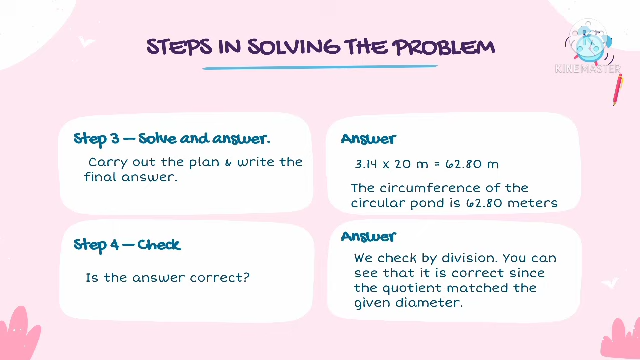 STEPS IN SOLVING THE PROBLEM
KINEMASTER
Step 3 – Solve and answer.
Carry out the plan & write the
final answer.
Answer
3.14 x 20 m = 62.80 m
The circumference of the
circular pond is 62.80 meters
Step 4 – Check
Is the answer correct?
Answer
We check by division. You can
see that it is correct since
the quotient matched the
given diameter.